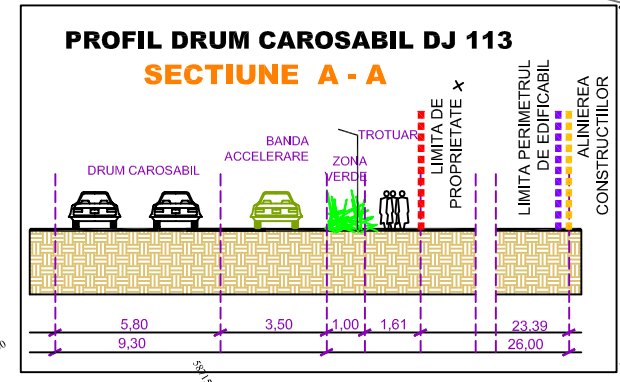 PROFIL DRUM CAROSABIL DJ 113
SECTIUNE A - A
DRUM CAROSABIL
BANDA
ACCELERARE
ZONA
VERDE
TROTUAR
LIMITA DE
PROPRIETATE x
LIMITA PERIMETRUL
DE EDIFICABIL
ALINIEREA
CONSTRUCTIILOR
5,80
3,50
1,00
1,61
23,39
9,30
26,00